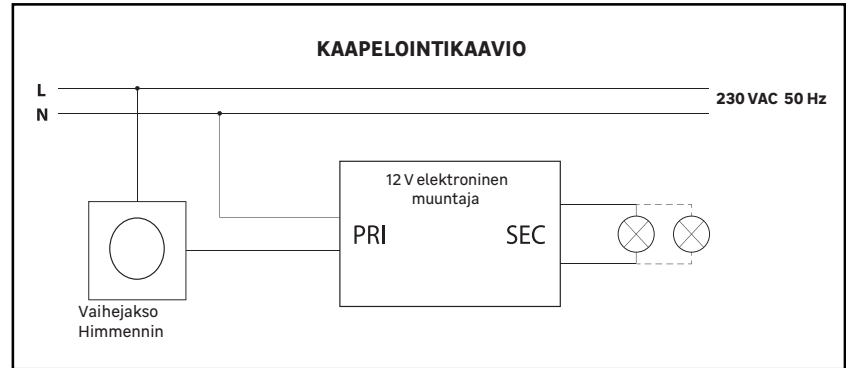 KAAPELOINTIKAAVIO
L
230 VAC 50 Hz
N
12 V elektroninen
muuntaja
PRI
SEC
Vaihejakso
Himmennin